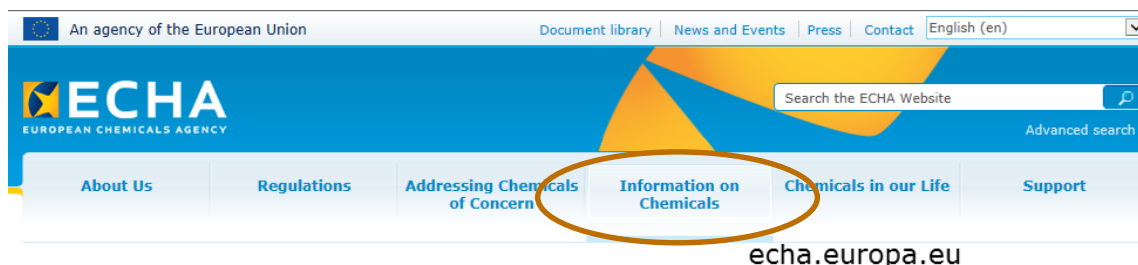 An agency of the European Union
Document library News and Events Press Contact English (en)
ECHA
EUROPEAN CHEMICALS AGENCY
Search the ECHA Website
Advanced search
About Us
Regulations
Addressing Chemicals
of Concern
Information on
Chemicals
Chemicals in our Life
Support
echa.europa.eu